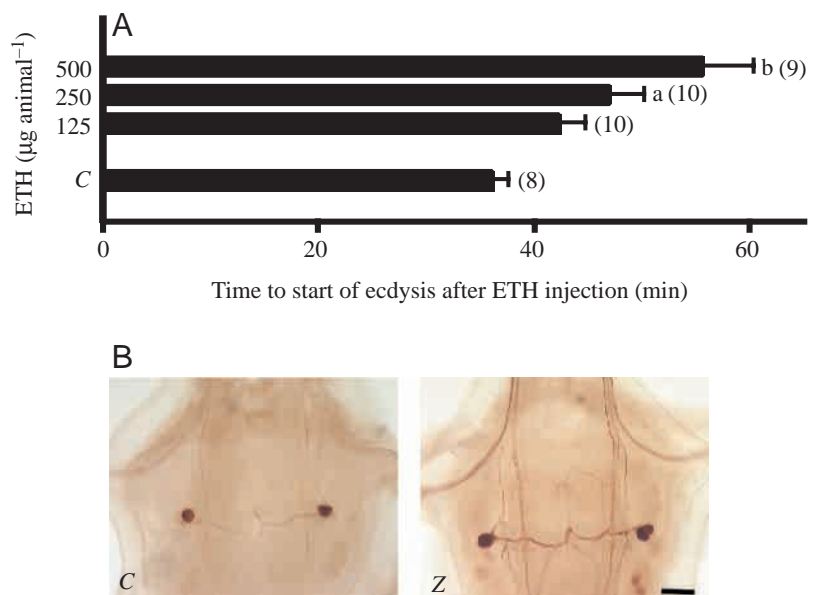 A
ETH (μg animal⁻¹)
500
b (9)
250
a (10)
125
(10)
C
(8)
0
20
40
60
Time to start of ecdysis after ETH injection (min)
B
C
Z